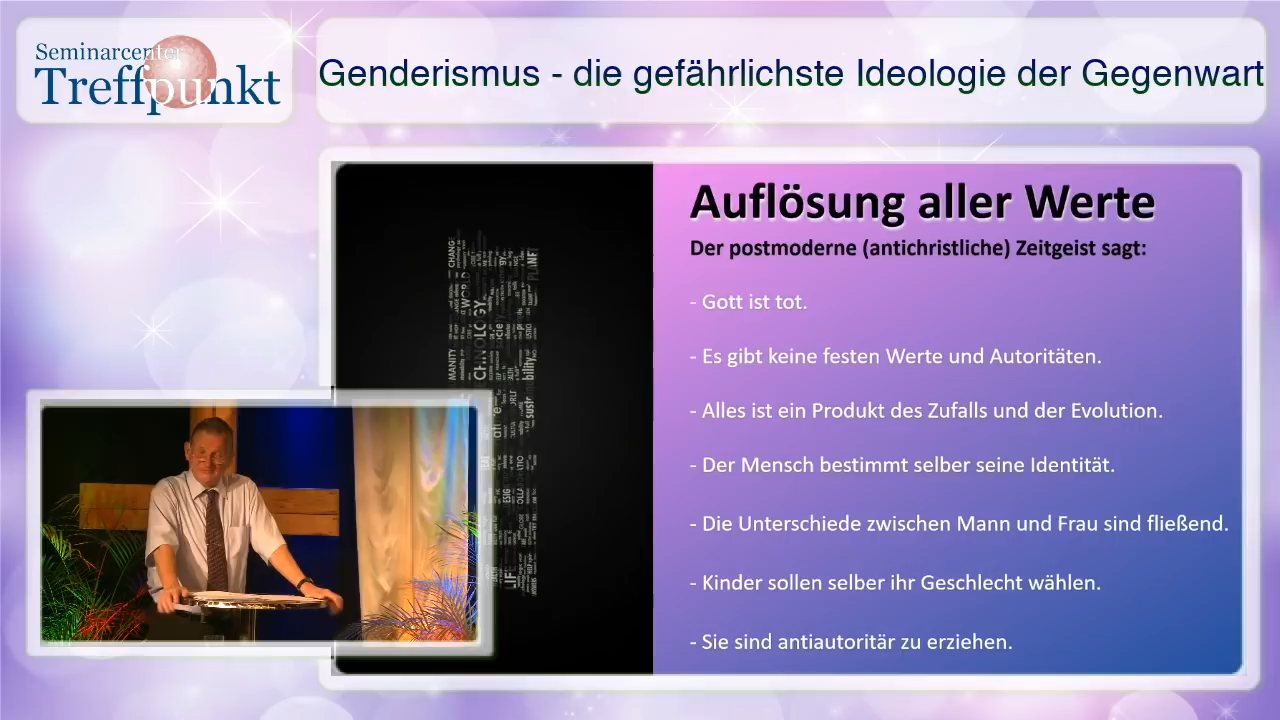 Seminarcenter
Treffpunkt
Genderismus - die gefährlichste Ideologie der Gegenwart
Auflösung aller Werte
Der postmoderne (antichristliche) Zeitgeist sagt:
- Gott ist tot.
- Es gibt keine festen Werte und Autoritäten.
- Alles ist ein Produkt des Zufalls und der Evolution.
- Der Mensch bestimmt selber seine Identität.
- Die Unterschiede zwischen Mann und Frau sind fließend.
- Kinder sollen selber ihr Geschlecht wählen.
- Sie sind antiautoritär zu erziehen.
PLANET
WORLD